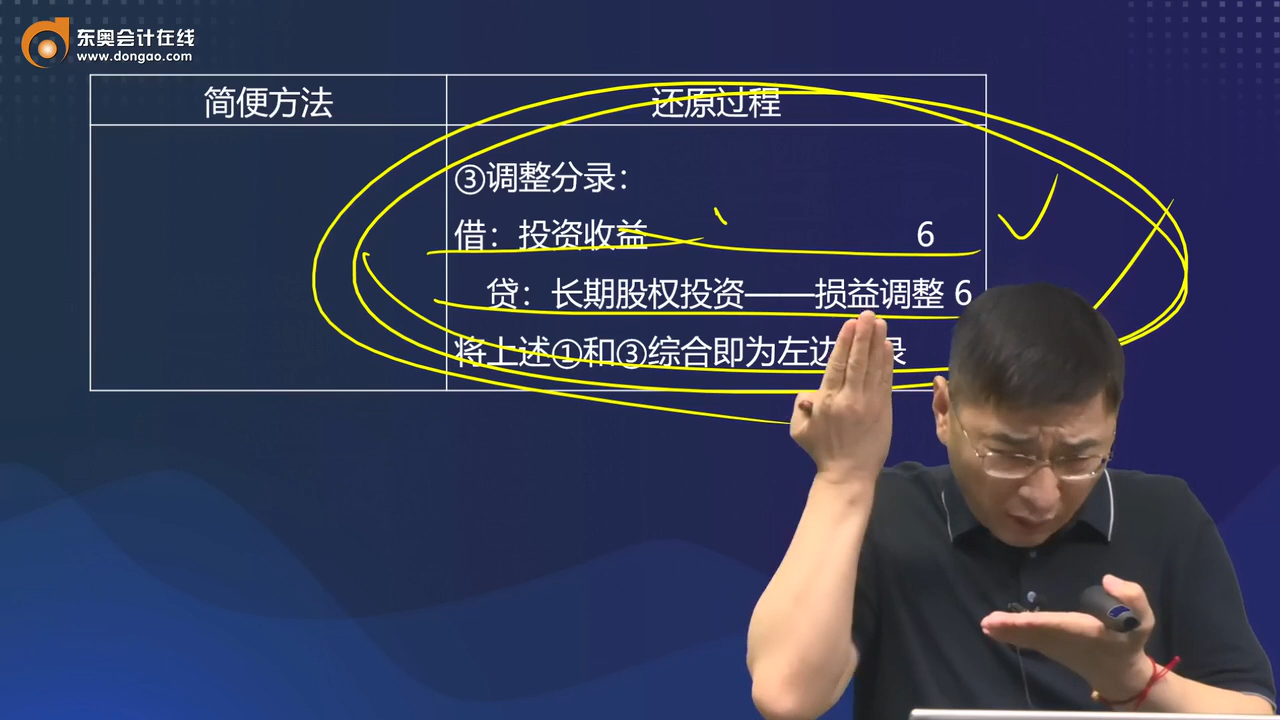 东奥会计在线
www.dongao.com
简便方法
还原过程
③调整分录：
借：投资收益 6
贷：长期股权投资——损益调整 6
将上述①和③综合即为左边录